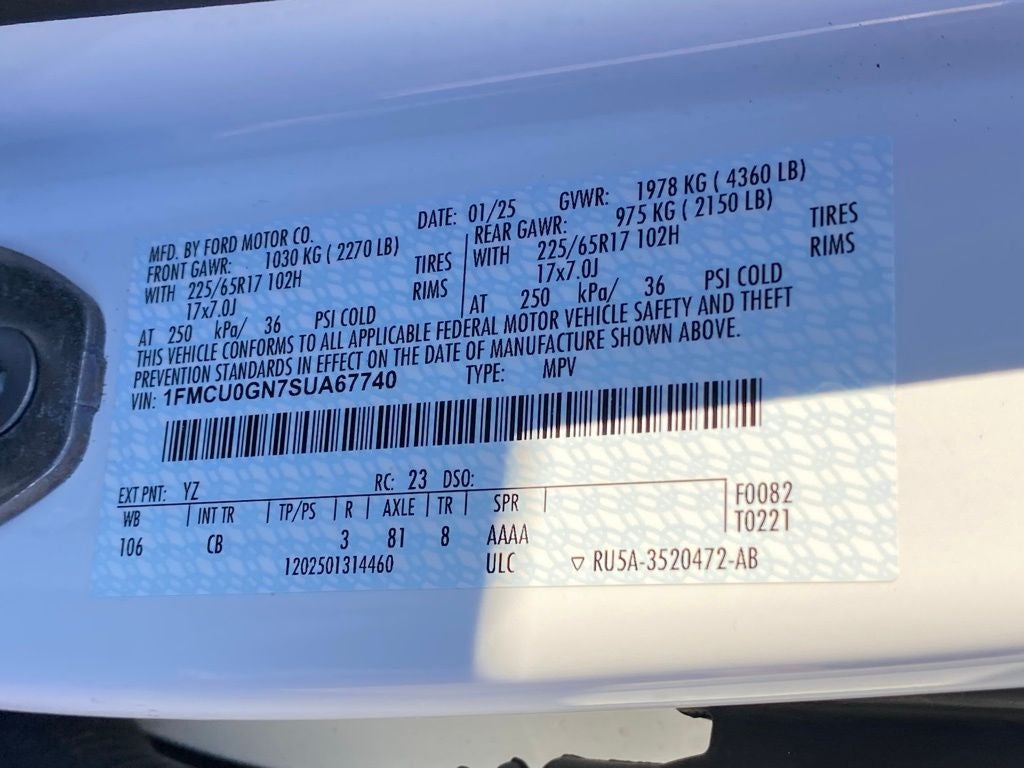 MFD. BY FORD MOTOR CO. DATE: 01/25 GVWR: 1978 KG ( 4360 LB)
FRONT GAWR: 1030 KG ( 2270 LB) REAR GAWR: 975 KG ( 2150 LB)
WITH 225/65R17 102H TIRES WITH 225/65R17 102H TIRES
17x7.0J RIMS 17x7.0J RIMS
AT 250 kPa/ 36 PSI COLD AT 250 kPa/ 36 PSI COLD
THIS VEHICLE CONFORMS TO ALL APPLICABLE FEDERAL MOTOR VEHICLE SAFETY AND THEFT
PREVENTION STANDARDS IN EFFECT ON THE DATE OF MANUFACTURE SHOWN ABOVE.
VIN: 1FMCU0GN7SUA67740 TYPE: MPV
EXT PNT: YZ RC: 23 DSO:
WB INT TR TP/PS R AXLE TR SPR F0082
106 CB 3 81 8 AAAA T0221
1202501314460 ULC ▽ RU5A-3520472-AB